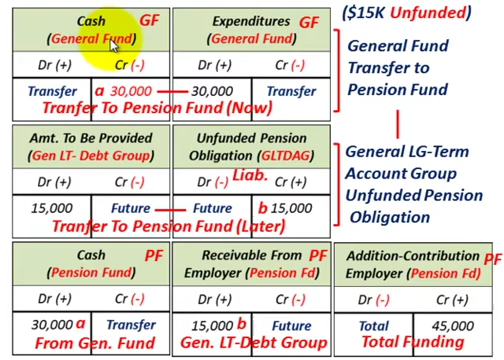 Cash GF
(General Fund)
Dr (+) Cr (-)
Transfer a 30,000
Expenditures GF
(General Fund)
Dr (+) Cr (-)
30,000 Transfer
Tranfer To Pension Fund (Now)
($15K Unfunded)
General Fund
Transfer to
Pension Fund
Amt. To Be Provided
(Gen LT- Debt Group)
Dr (+) Cr (-)
15,000 Future
Unfunded Pension
Obligation (GLTDAG)
Dr (-) Liab. Cr (+)
Future b 15,000
Tranfer To Pension Fund (Later)
General LG-Term
Account Group
Unfunded Pension
Obligation
Cash PF
(Pension Fund)
Dr (+) Cr (-)
30,000 a Transfer
From Gen. Fund
Receivable From PF
Employer (Pension Fd)
Dr (+) Cr (-)
15,000 b Future
Gen. LT-Debt Group
Addition-Contribution PF
Employer (Pension Fd)
Dr (-) Cr (+)
Total 45,000
Total Funding